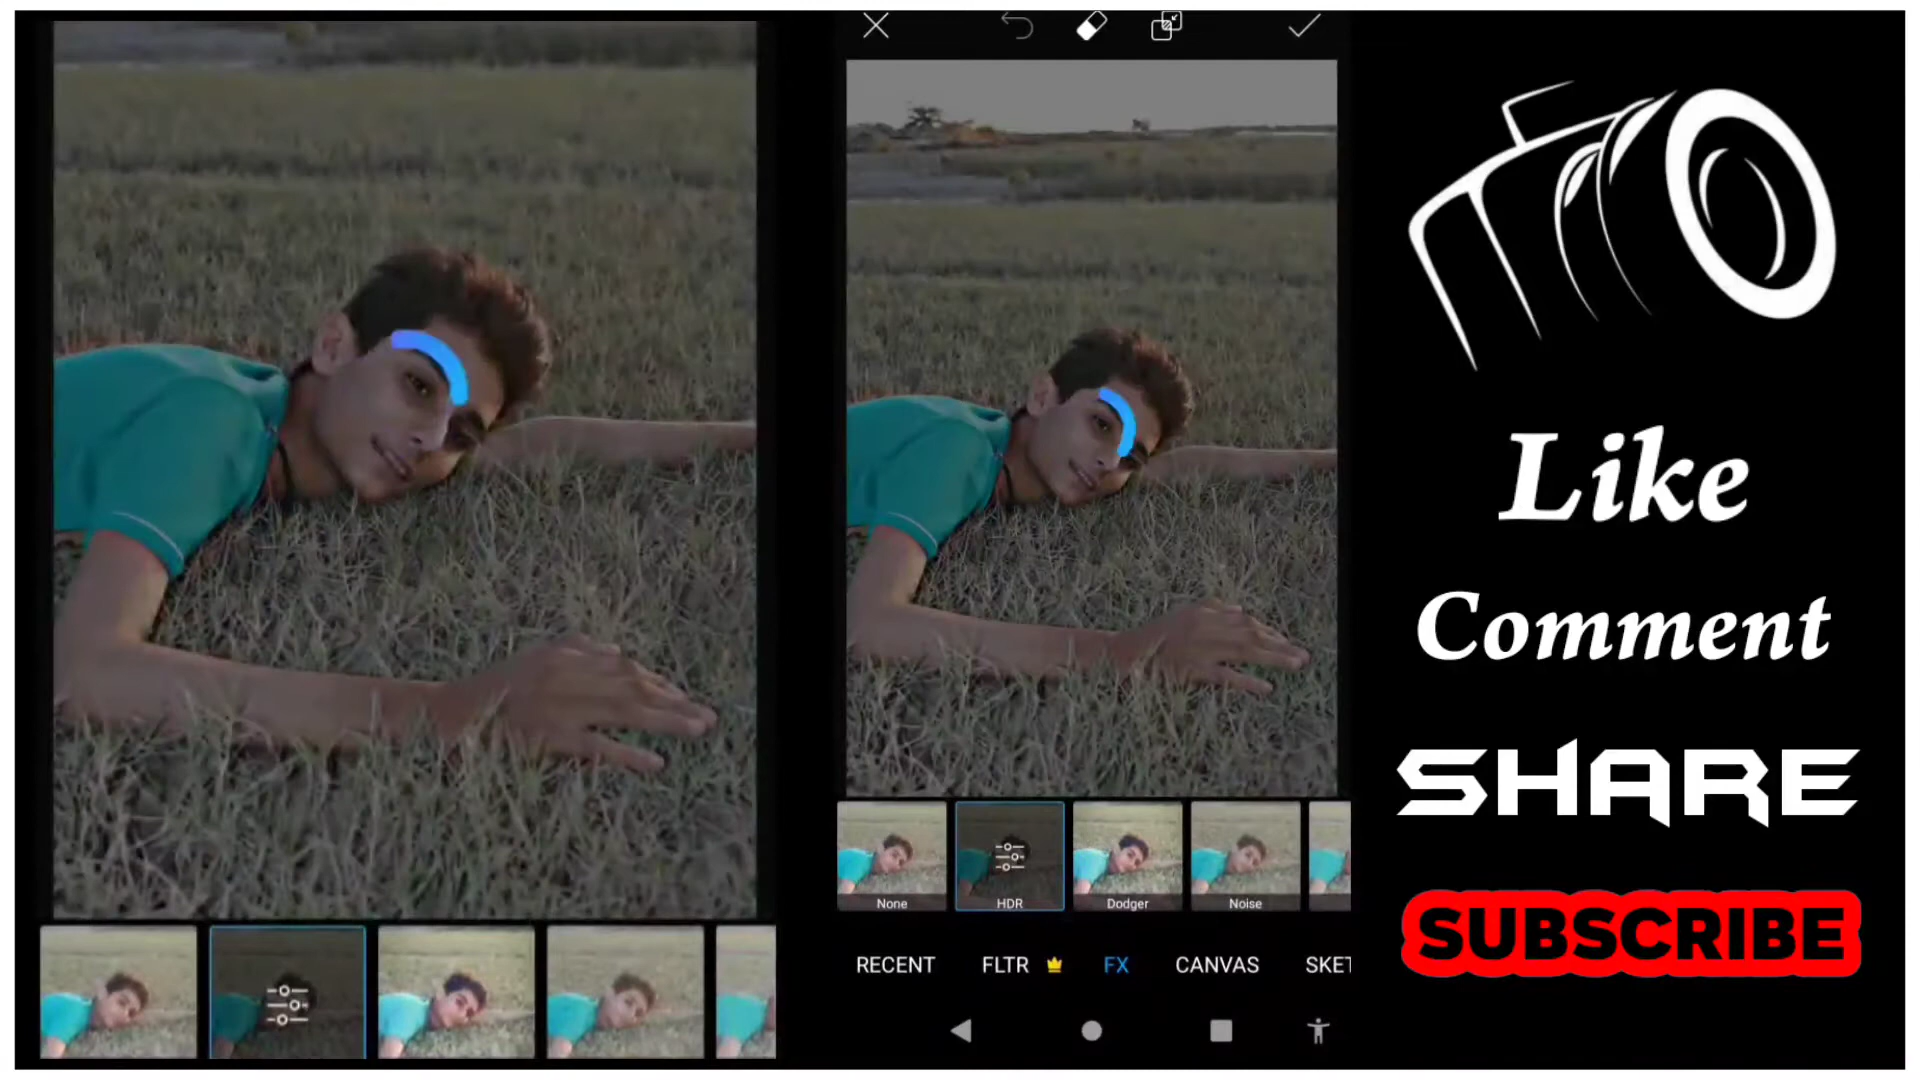 None
HDR
Dodger
Noise
RECENT
FLTR
FX
CANVAS
SKET
Like
Comment
SHARE
SUBSCRIBE